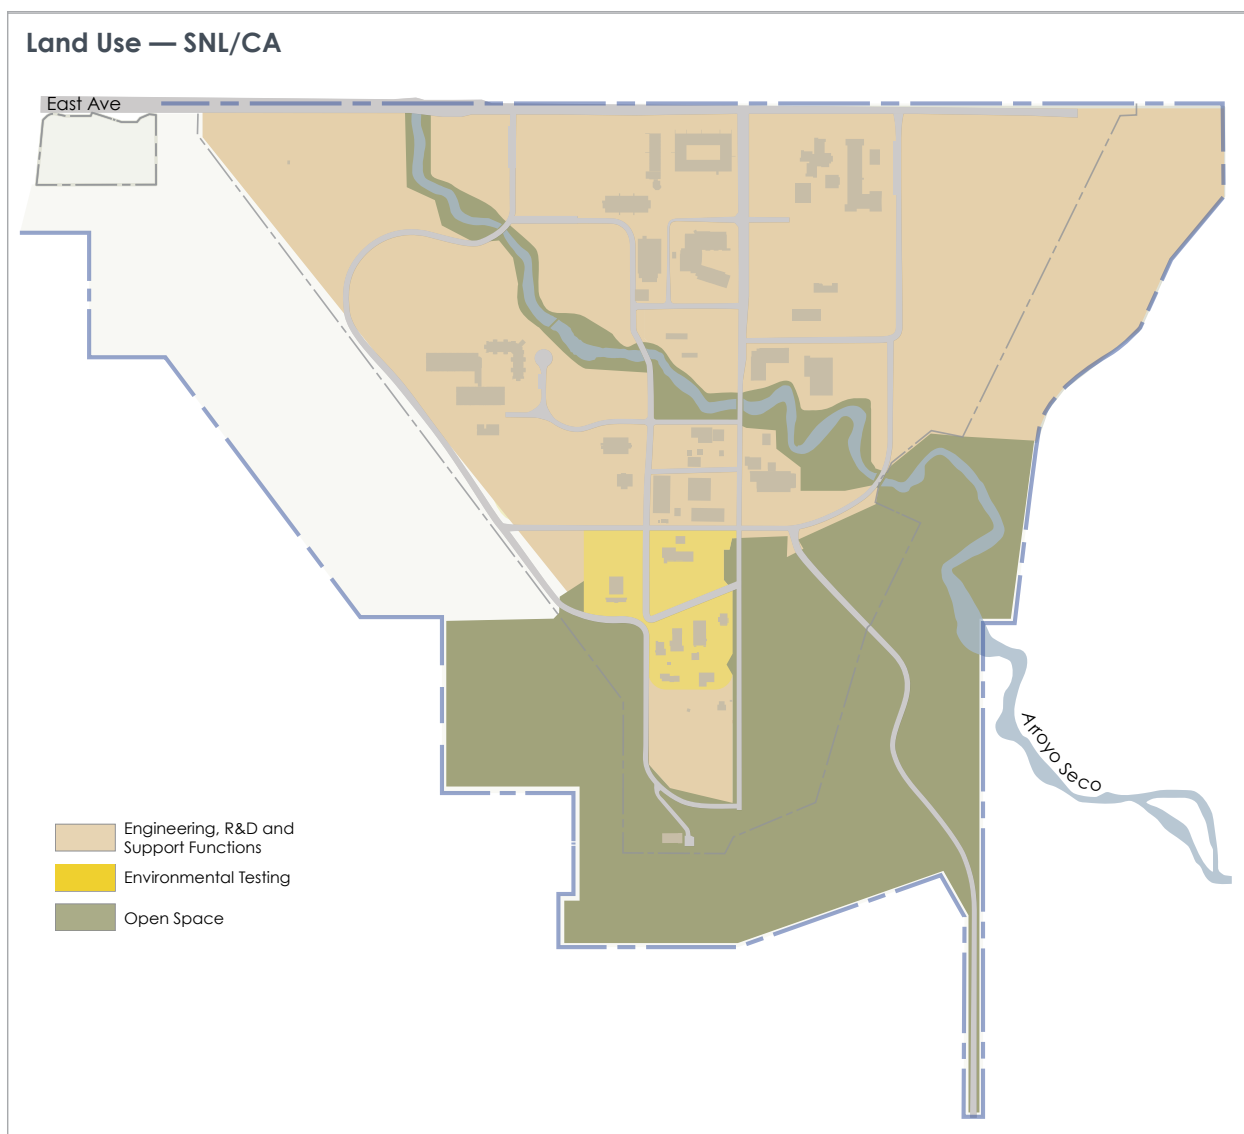 Land Use — SNL/CA
East Ave
Arroyo Seco
Engineering, R&D and
Support Functions
Environmental Testing
Open Space